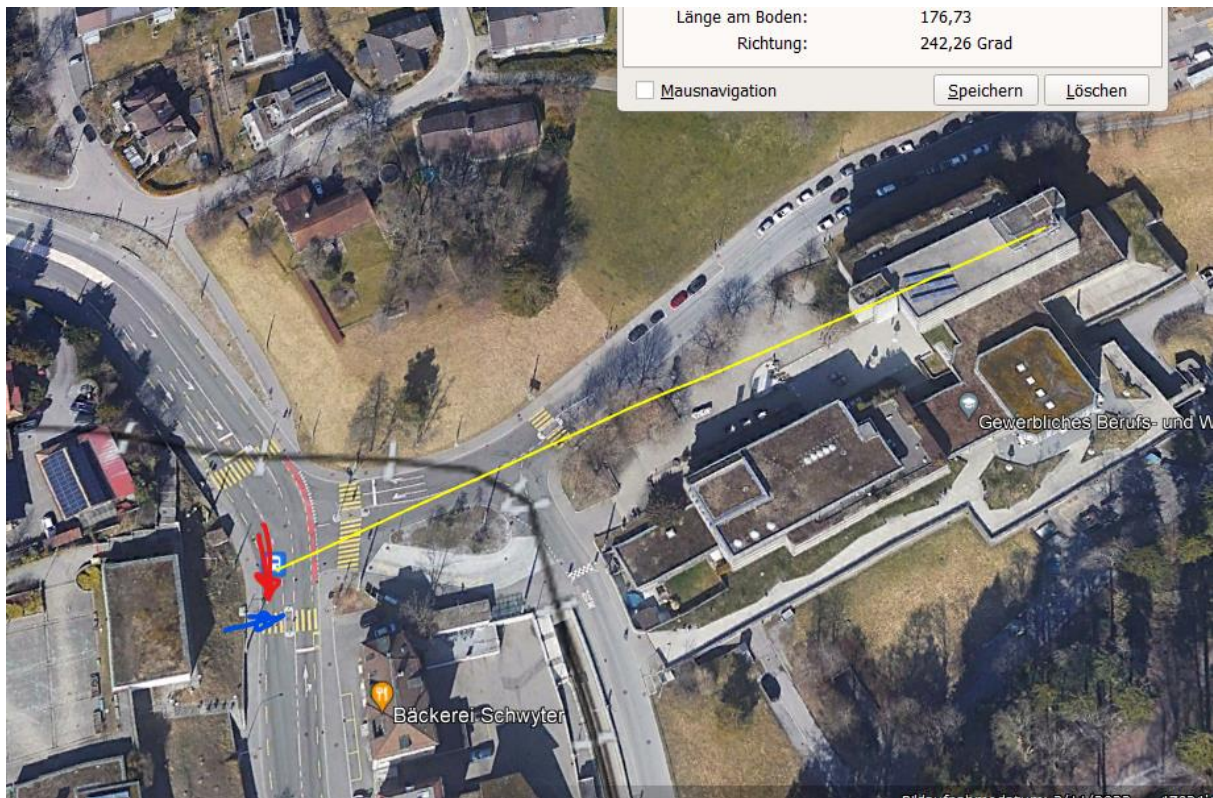 Länge am Boden: 176,73
Richtung: 242,26 Grad
Mausnavigation Speichern Löschen
Gewerbliches Berufs- und W
Bäckerei Schwyter